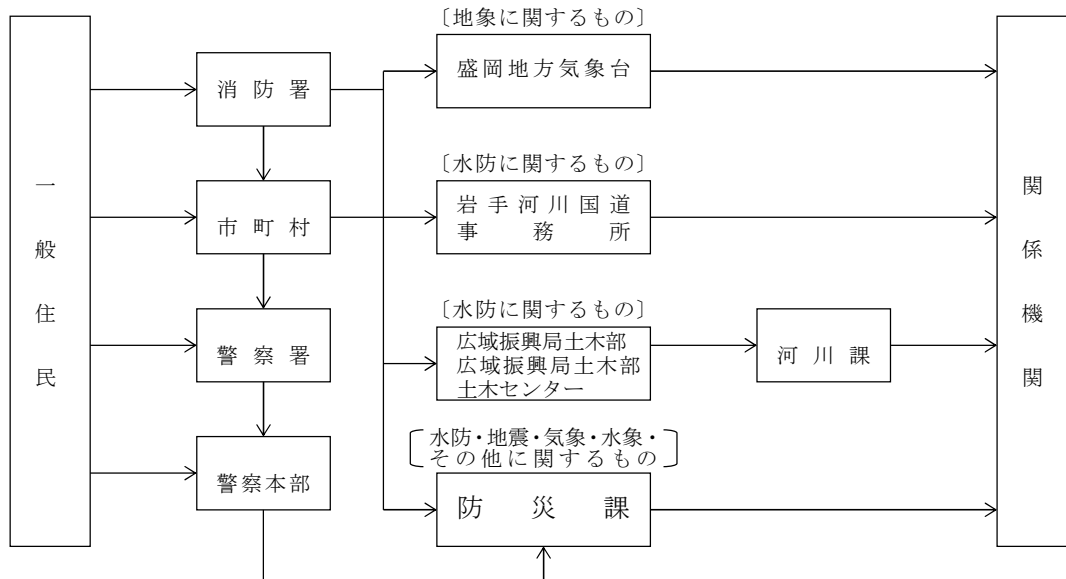 一般住民
消防署
市町村
警察署
警察本部
〔地象に関するもの〕
盛岡地方気象台
〔水防に関するもの〕
岩手河川国道
事務所
〔水防に関するもの〕
広域振興局土木部
広域振興局土木部
土木センター
河川課
水防・地震・気象・水象・
その他に関するもの
防災課
関係機関